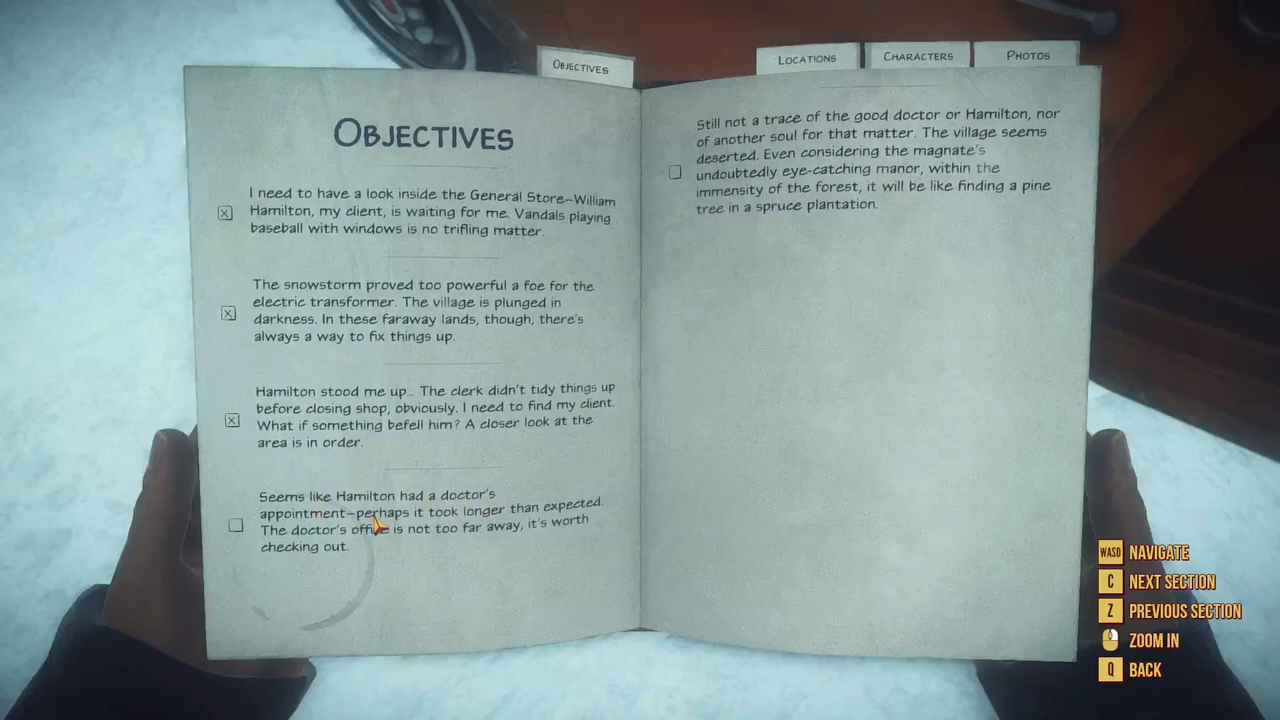 OBJECTIVES
LOCATIONS
CHARACTERS
PHOTOS
OBJECTIVES
I need to have a look inside the General Store–William
Hamilton, my client, is waiting for me. Vandals playing
baseball with windows is no trifling matter.
The snowstorm proved too powerful a foe for the
electric transformer. The village is plunged in
darkness. In these faraway lands, though, there's
always a way to fix things up.
Hamilton stood me up... The clerk didn't tidy things up
before closing shop, obviously. I need to find my client.
What if something befell him? A closer look at the
area is in order.
Seems like Hamilton had a doctor's
appointment–perhaps it took longer than expected.
The doctor's office is not too far away, it's worth
checking out.
Still not a trace of the good doctor or Hamilton, nor
of another soul for that matter. The village seems
deserted. Even considering the magnate's
undoubtedly eye-catching manor, within the
immensity of the forest, it will be like finding a pine
tree in a spruce plantation.
WASD NAVIGATE
C NEXT SECTION
Z PREVIOUS SECTION
ZOOM IN
Q BACK